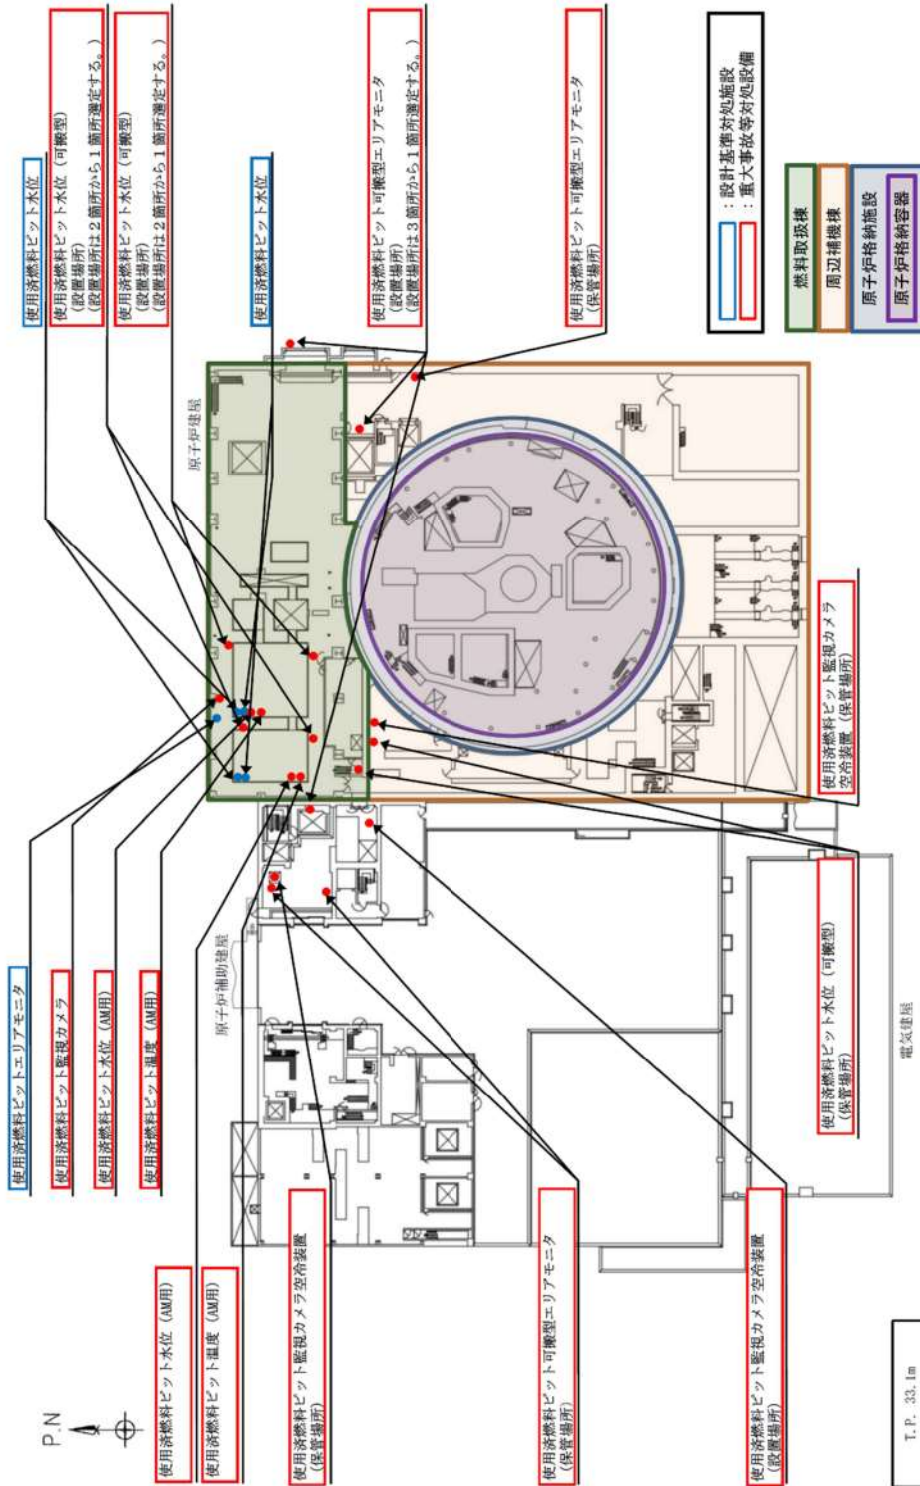 使用済燃料ピット水位
使用済燃料ピット水位（可搬型）
(設置場所)
(設置場所は２箇所から１箇所選定する。)
使用済燃料ピット水位（可搬型）
(設置場所)
(設置場所は２箇所から１箇所選定する。)
使用済燃料ピット水位
使用済燃料ピット可搬型エリアモニタ
(設置場所)
(設置場所は３箇所から１箇所選定する。)
使用済燃料ピット可搬型エリアモニタ
(保管場所)
：設計基準対処施設
：重大事故等対処設備
燃料取扱棟
周辺補機棟
原子炉格納施設
原子炉格納容器
原子炉建屋
使用済燃料ピットエリアモニタ
使用済燃料ピット監視カメラ
使用済燃料ピット水位（AM用）
使用済燃料ピット温度（AM用）
原子炉補助建屋
使用済燃料ピット監視カメラ
空冷装置（保管場所）
使用済燃料ピット水位（可搬型）
(保管場所)
電気建屋
P.N
使用済燃料ピット水位（AM用）
使用済燃料ピット温度（AM用）
使用済燃料ピット監視カメラ空冷装置
(保管場所)
使用済燃料ピット可搬型エリアモニタ
(保管場所)
使用済燃料ピット監視カメラ空冷装置
(設置場所)
T.P. 33.1m